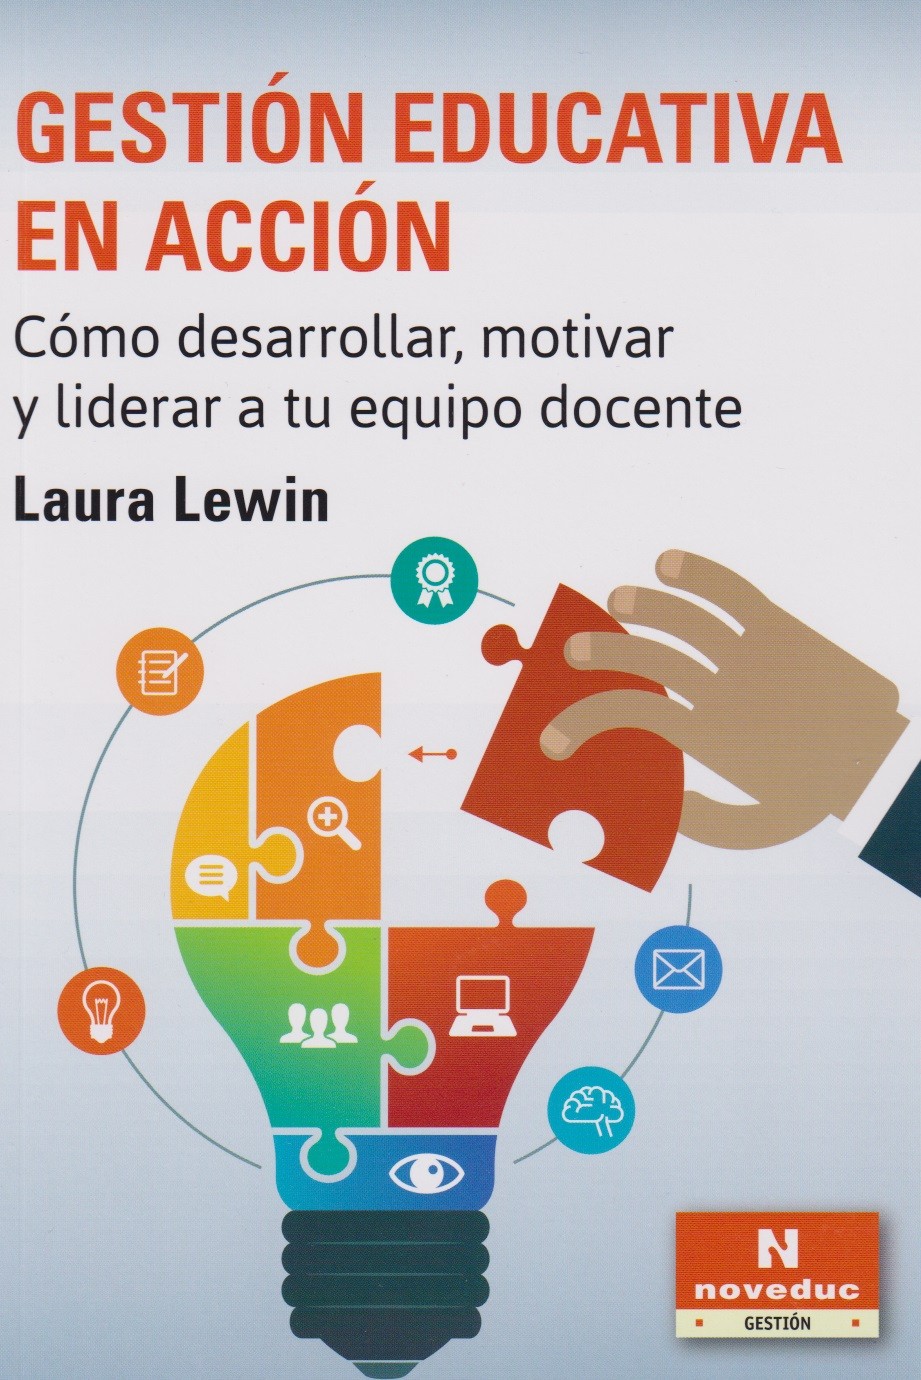 GESTIÓN EDUCATIVA
EN ACCIÓN
Cómo desarrollar, motivar
y liderar a tu equipo docente
Laura Lewin
N
noveduc
GESTIÓN